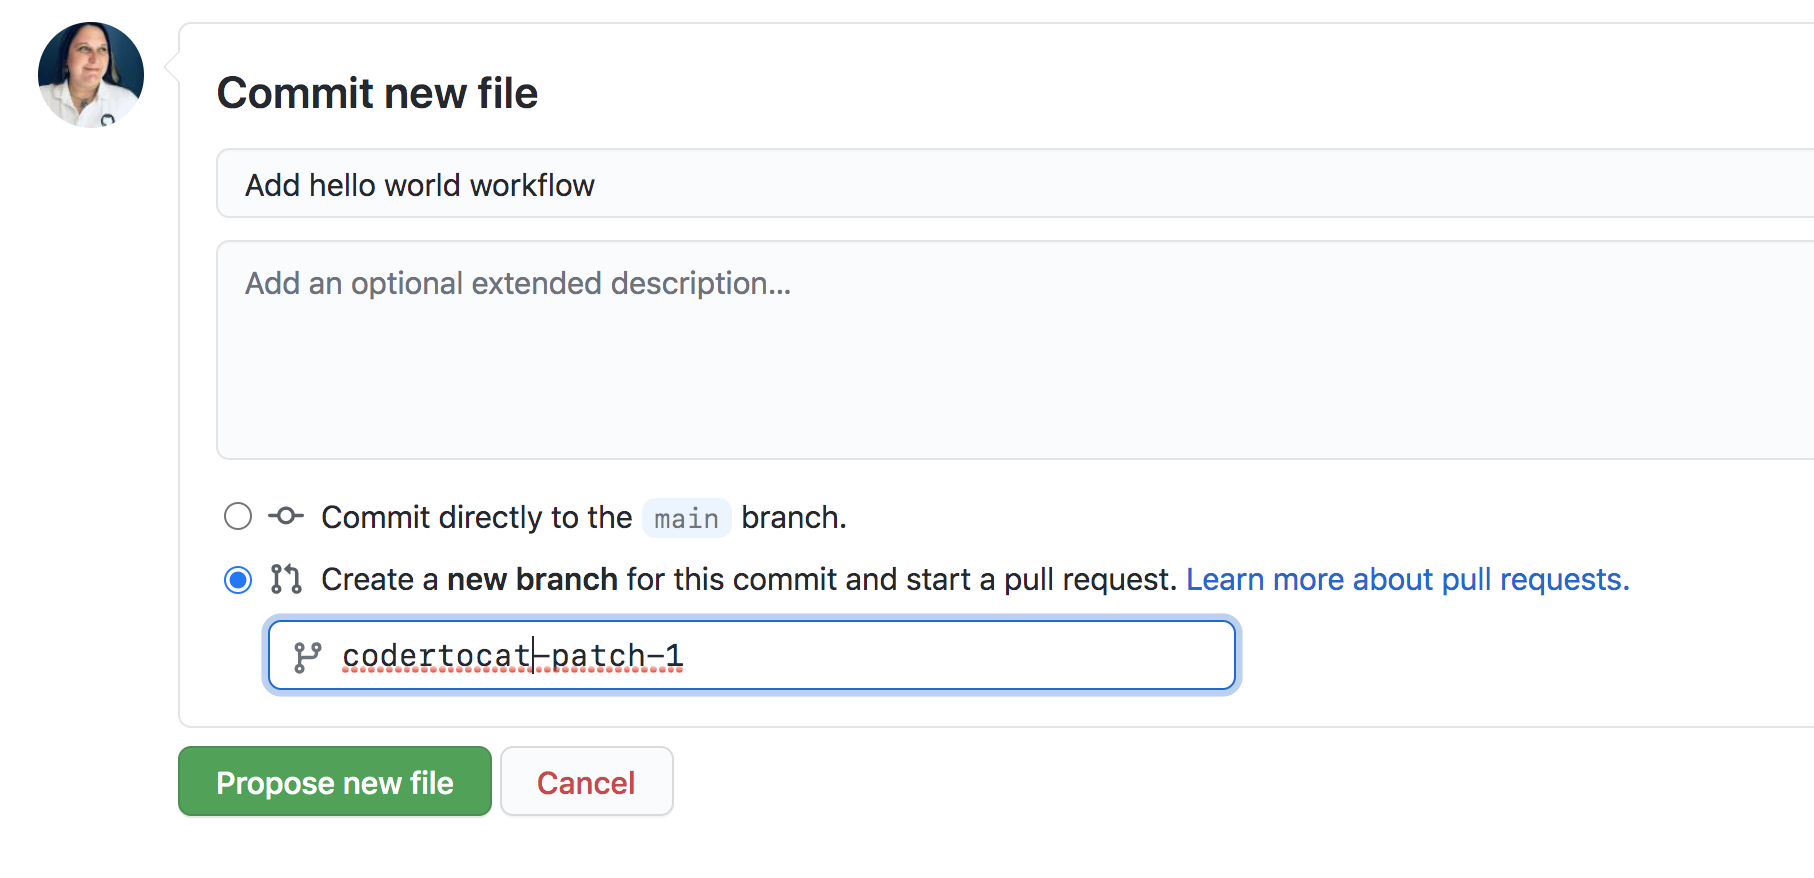 Commit new file
Add hello world workflow
Add an optional extended description...
Commit directly to the main branch.
Create a new branch for this commit and start a pull request. Learn more about pull requests.
codertocat-patch-1
Propose new file
Cancel